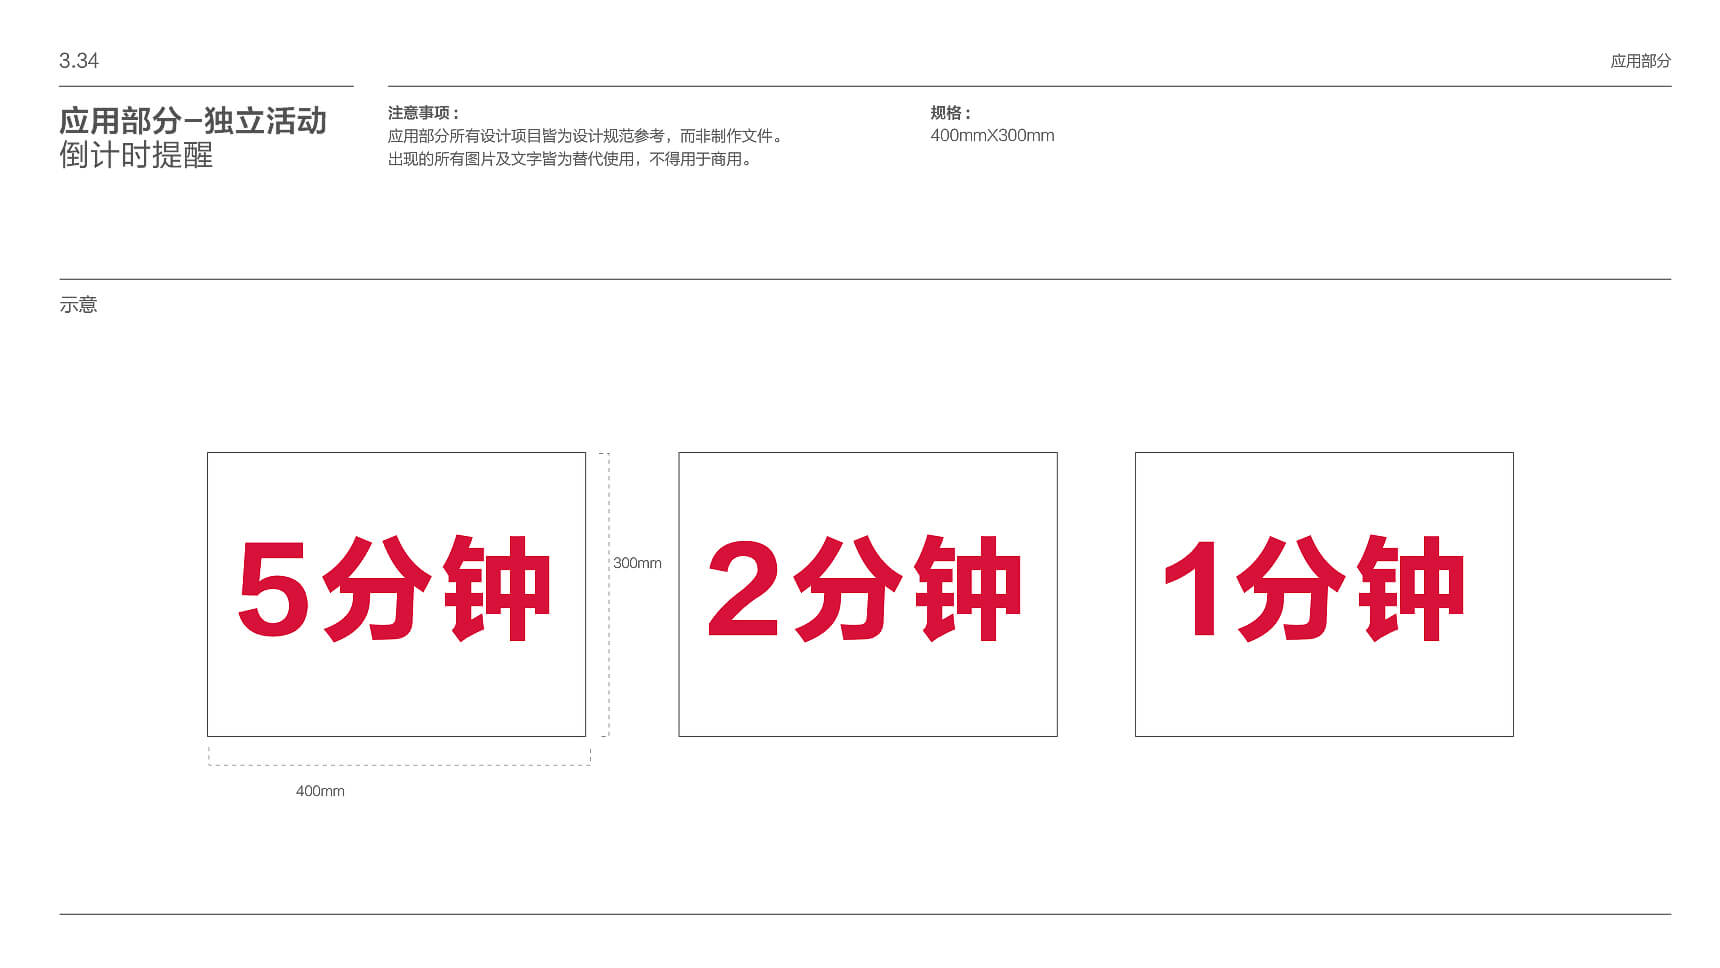 3.34
应用部分
应用部分–独立活动
倒计时提醒
注意事项：
应用部分所有设计项目皆为设计规范参考，而非制作文件。
出现的所有图片及文字皆为替代使用，不得用于商用。
规格：
400mmX300mm
示意
5分钟
300mm
2分钟
1分钟
400mm